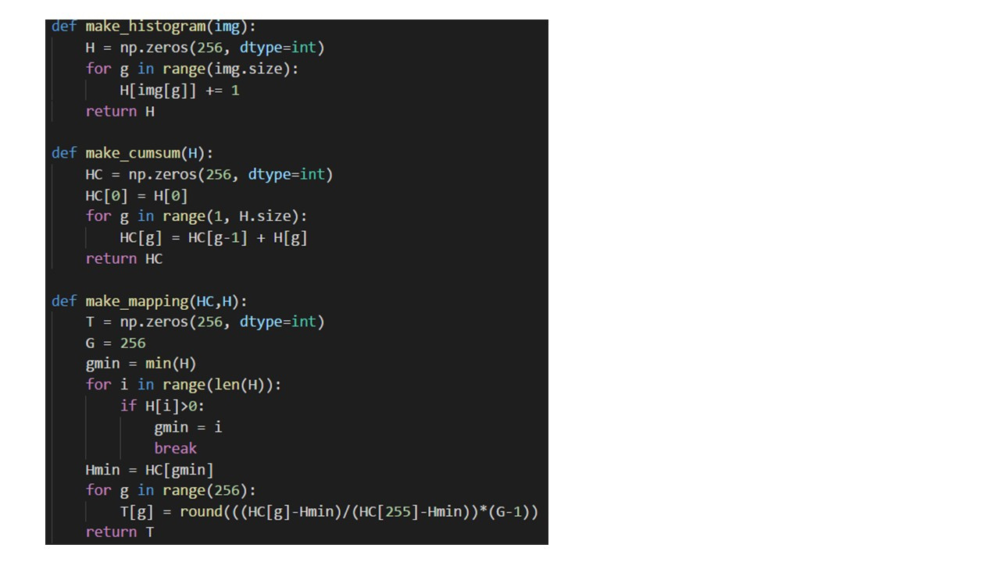 def make_histogram(img):
    H = np.zeros(256, dtype=int)
    for g in range(img.size):
        H[img[g]] += 1
    return H
def make_cumsum(H):
    HC = np.zeros(256, dtype=int)
    HC[0] = H[0]
    for g in range(1, H.size):
        HC[g] = HC[g-1] + H[g]
    return HC
def make_mapping(HC,H):
    T = np.zeros(256, dtype=int)
    G = 256
    gmin = min(H)
    for i in range(len(H)):
        if H[i]>0:
            gmin = i
            break
    Hmin = HC[gmin]
    for g in range(256):
        T[g] = round(((HC[g]-Hmin)/(HC[255]-Hmin))*(G-1))
    return T